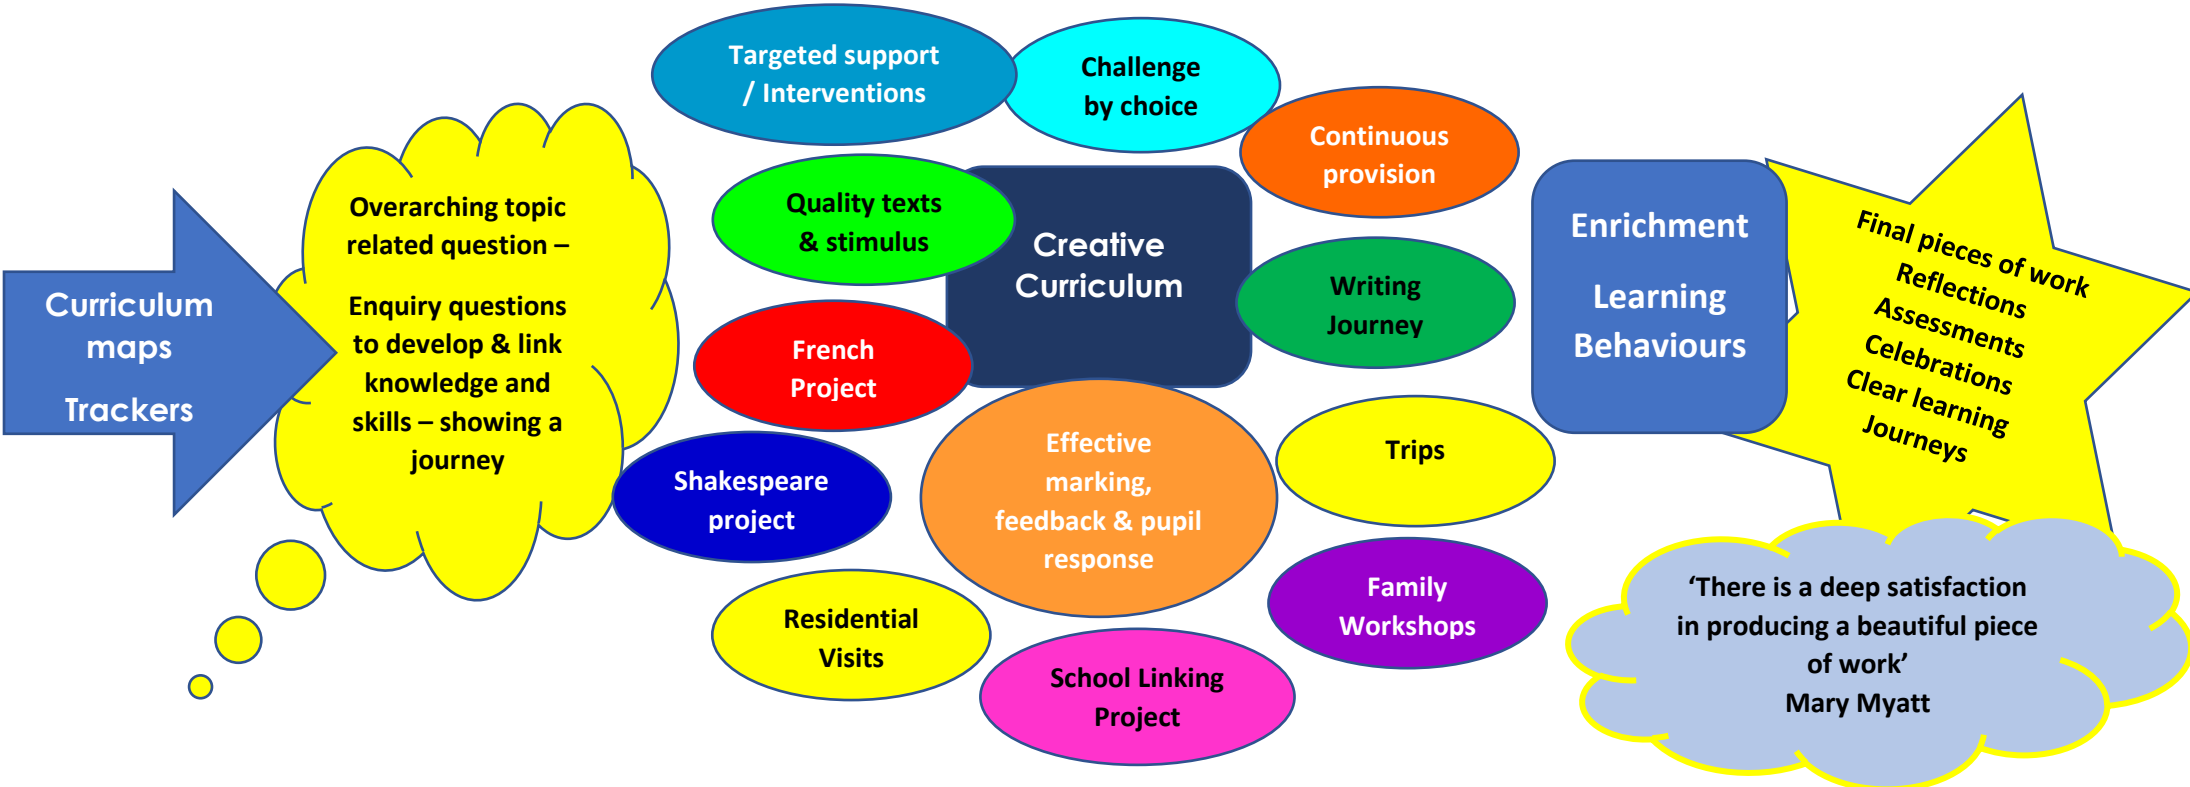 Curriculum
maps
Trackers
Overarching topic
related question –
Enquiry questions
to develop & link
knowledge and
skills – showing a
journey
Targeted support
/ Interventions
Challenge
by choice
Continuous
provision
Quality texts
& stimulus
Creative
Curriculum
Writing
Journey
French
Project
Effective
marking,
feedback & pupil
response
Trips
Shakespeare
project
Family
Workshops
Residential
Visits
School Linking
Project
Enrichment
Learning
Behaviours
Final pieces of work
Reflections
Assessments
Celebrations
Clear learning
Journeys
‘There is a deep satisfaction
in producing a beautiful piece
of work’
Mary Myatt